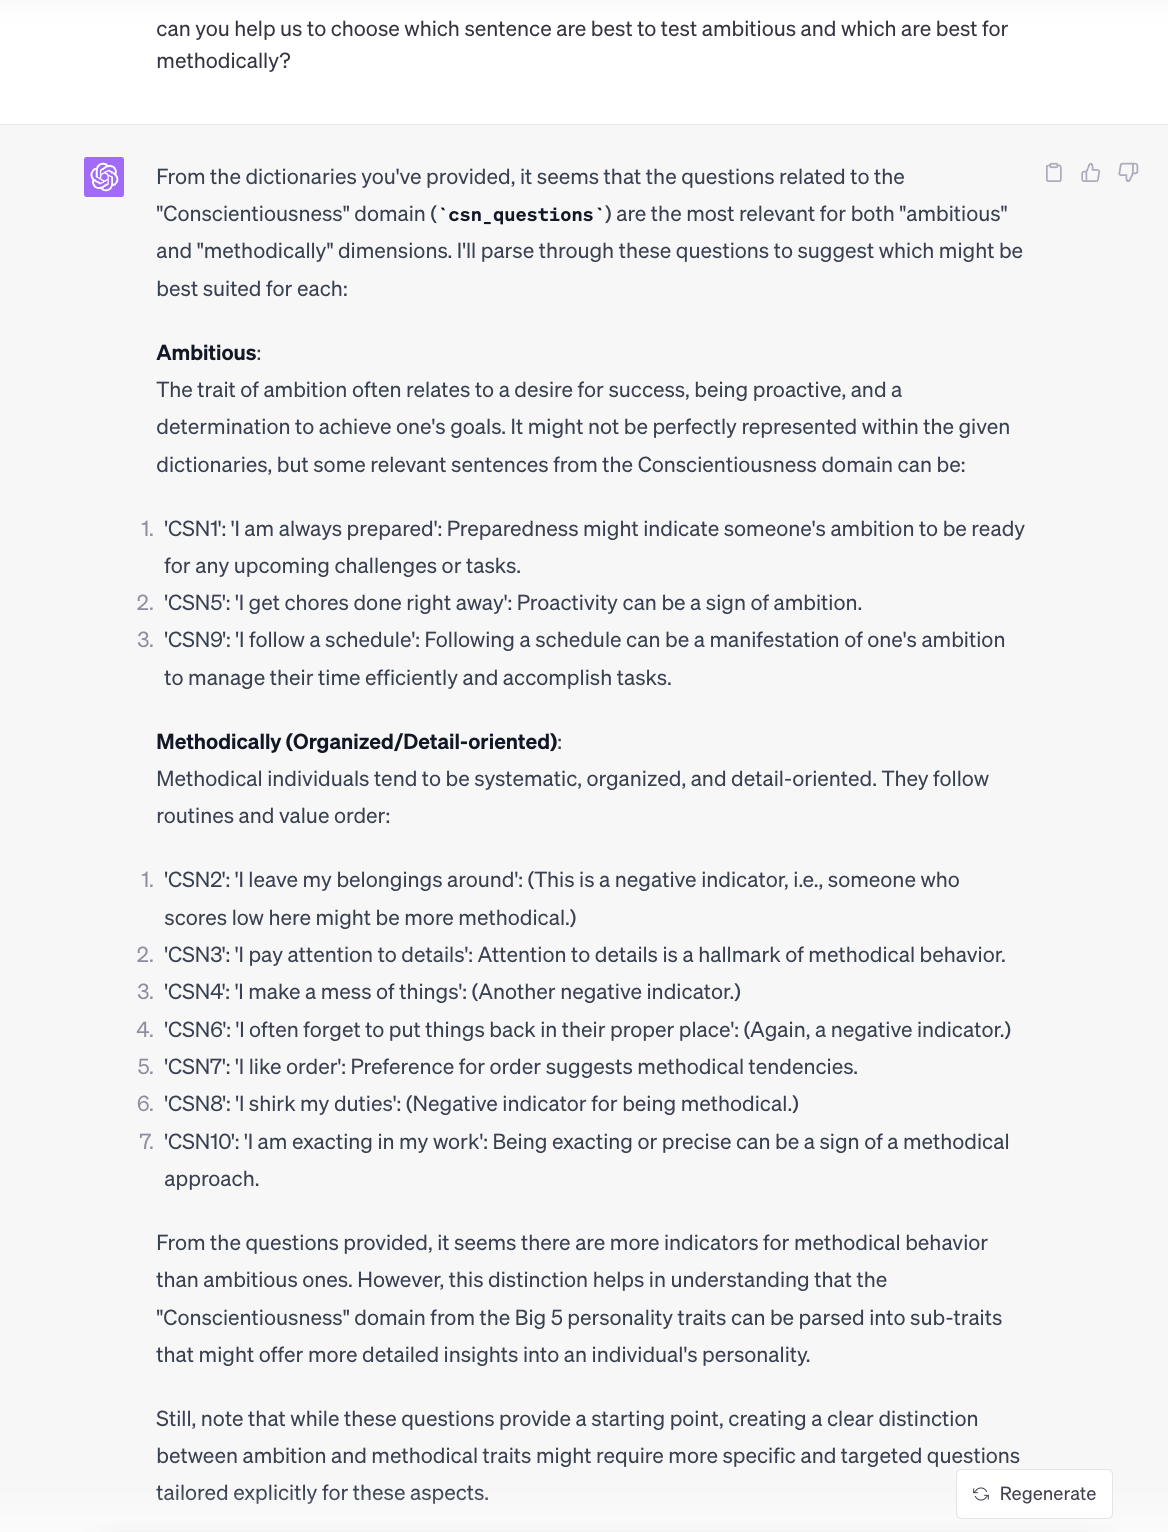 can you help us to choose which sentence are best to test ambitious and which are best for
methodically?
From the dictionaries you've provided, it seems that the questions related to the
"Conscientiousness" domain (`csn_questions`) are the most relevant for both "ambitious"
and "methodically" dimensions. I'll parse through these questions to suggest which might be
best suited for each:
Ambitious:
The trait of ambition often relates to a desire for success, being proactive, and a
determination to achieve one's goals. It might not be perfectly represented within the given
dictionaries, but some relevant sentences from the Conscientiousness domain can be:
1. 'CSN1': 'I am always prepared': Preparedness might indicate someone's ambition to be ready
for any upcoming challenges or tasks.
2. 'CSN5': 'I get chores done right away': Proactivity can be a sign of ambition.
3. 'CSN9': 'I follow a schedule': Following a schedule can be a manifestation of one's ambition
to manage their time efficiently and accomplish tasks.
Methodically (Organized/Detail-oriented):
Methodical individuals tend to be systematic, organized, and detail-oriented. They follow
routines and value order:
1. 'CSN2': 'I leave my belongings around': (This is a negative indicator, i.e., someone who
scores low here might be more methodical.)
2. 'CSN3': 'I pay attention to details': Attention to details is a hallmark of methodical behavior.
3. 'CSN4': 'I make a mess of things': (Another negative indicator.)
4. 'CSN6': 'I often forget to put things back in their proper place': (Again, a negative indicator.)
5. 'CSN7': 'I like order': Preference for order suggests methodical tendencies.
6. 'CSN8': 'I shirk my duties': (Negative indicator for being methodical.)
7. 'CSN10': 'I am exacting in my work': Being exacting or precise can be a sign of a methodical
approach.
From the questions provided, it seems there are more indicators for methodical behavior
than ambitious ones. However, this distinction helps in understanding that the
"Conscientiousness" domain from the Big 5 personality traits can be parsed into sub-traits
that might offer more detailed insights into an individual's personality.
Still, note that while these questions provide a starting point, creating a clear distinction
between ambition and methodical traits might require more specific and targeted questions
tailored explicitly for these aspects.
Regenerate